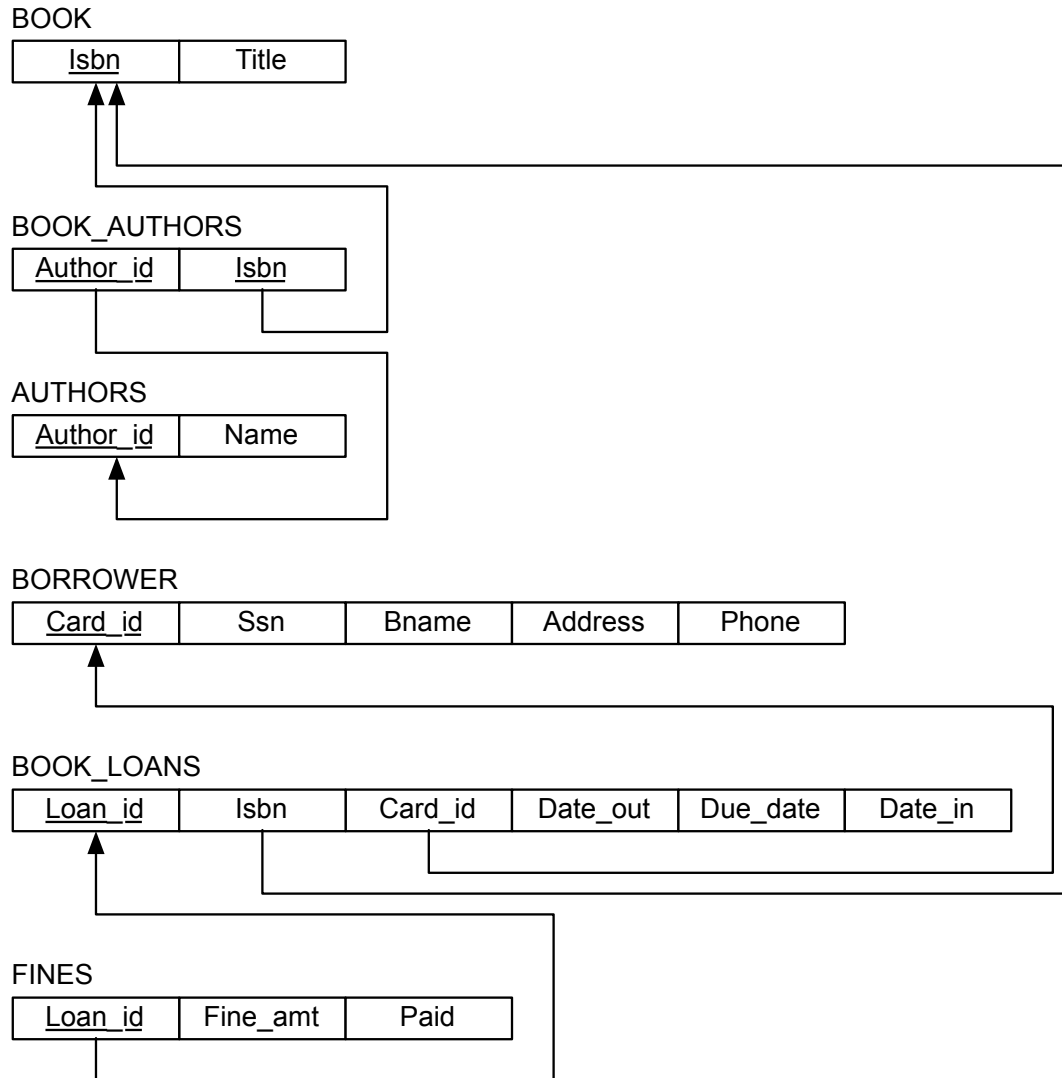 BOOK
Isbn Title
BOOK_AUTHORS
Author_id Isbn
AUTHORS
Author_id Name
BORROWER
Card_id Ssn Bname Address Phone
BOOK_LOANS
Loan_id Isbn Card_id Date_out Due_date Date_in
FINES
Loan_id Fine_amt Paid